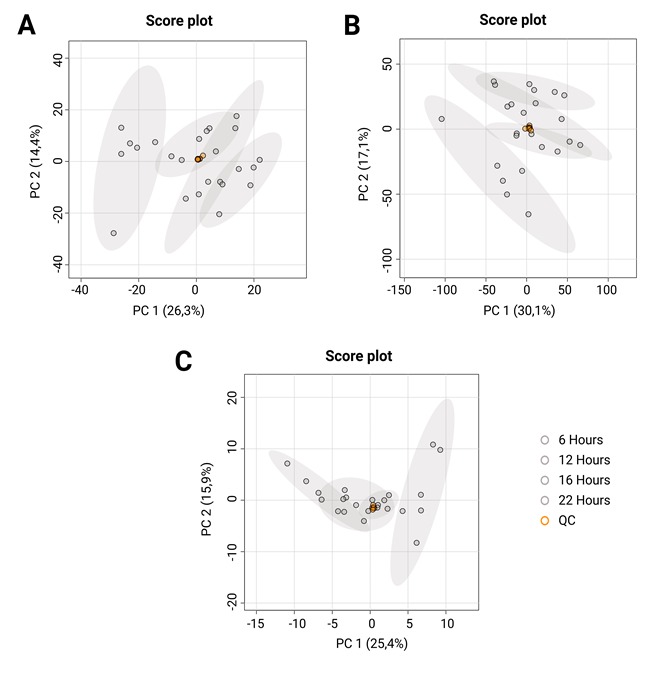 A
Score plot
40
20
0
-20
-40
PC 2 (14,4%)
-40
-20
0
20
PC 1 (26,3%)
B
Score plot
50
0
-50
-100
PC 2 (17,1%)
-150
-100
-50
0
50
100
PC 1 (30,1%)
C
Score plot
20
10
0
-10
-20
PC 2 (15,9%)
-15
-10
-5
0
5
10
PC 1 (25,4%)
6 Hours
12 Hours
16 Hours
22 Hours
QC